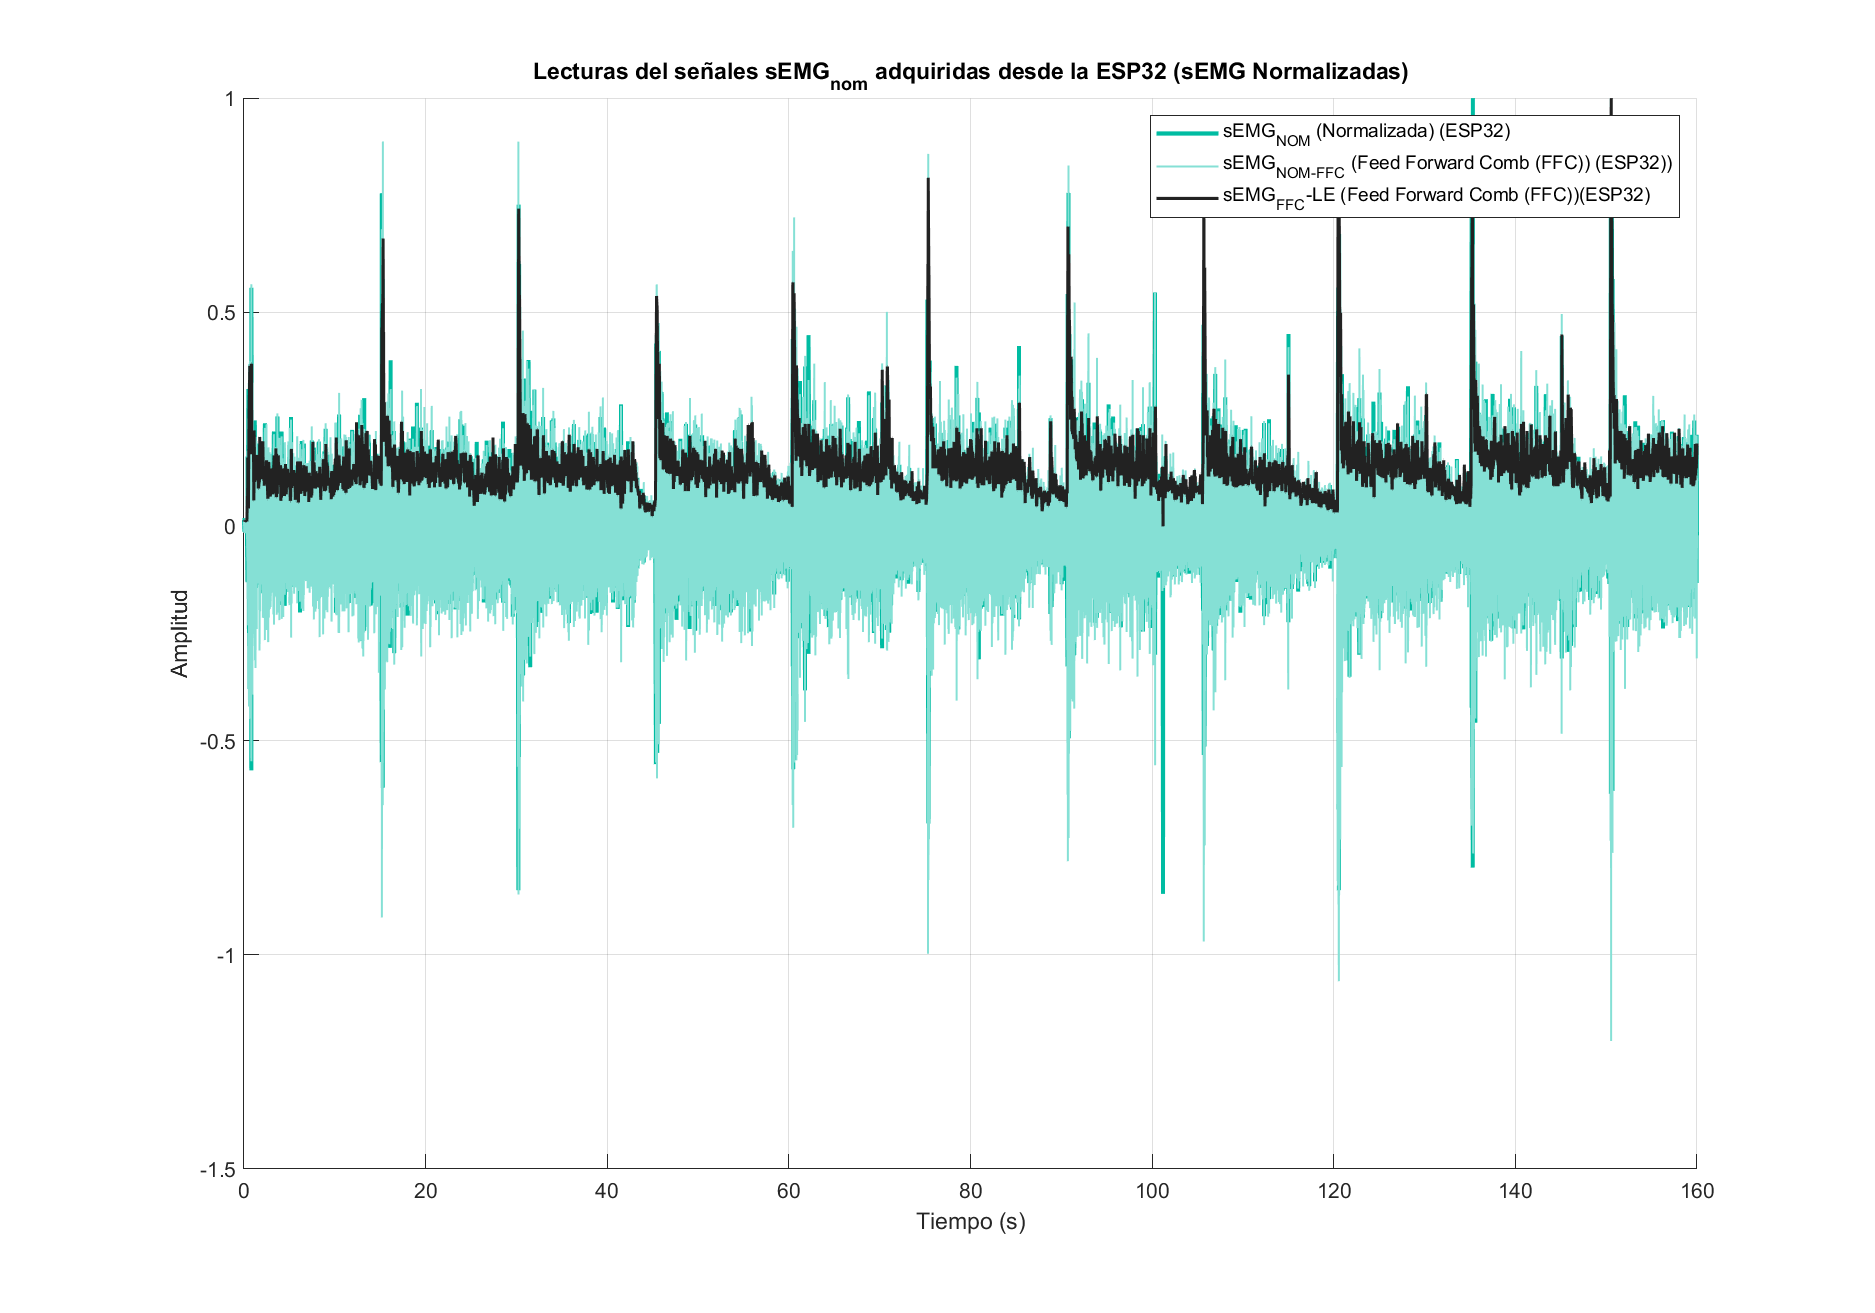 Lecturas del señales sEMGnom adquiridas desde la ESP32 (sEMG Normalizadas)
1
0.5
0
-0.5
-1
-1.5
Amplitud
sEMGNOM (Normalizada) (ESP32)
sEMGNOM-FFC (Feed Forward Comb (FFC)) (ESP32))
sEMGFFC-LE (Feed Forward Comb (FFC))(ESP32)
0 20 40 60 80 100 120 140 160
Tiempo (s)